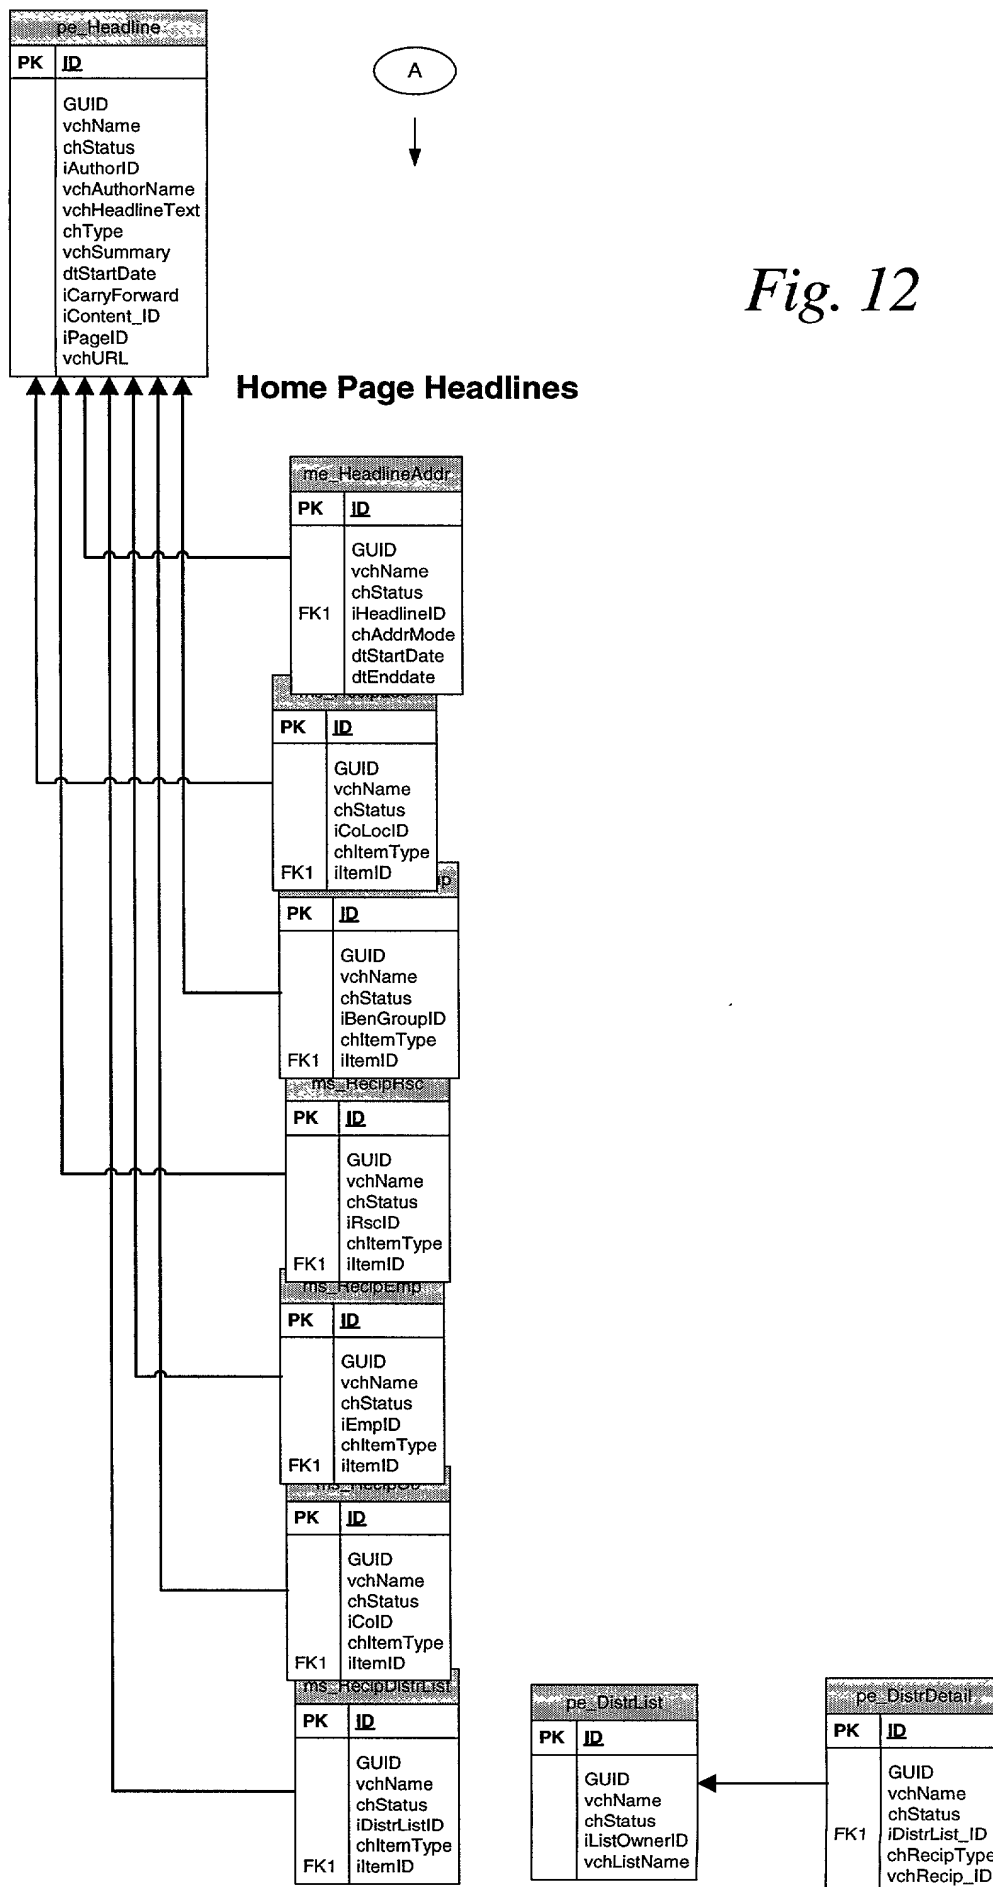 pe_Headline
PK ID
GUID
vchName
chStatus
iAuthorID
vchAuthorName
vchHeadlineText
chType
vchSummary
dtStartDate
iCarryForward
iContent_ID
iPageID
vchURL
A
Fig. 12
Home Page Headlines
me_HeadlineAddr
PK ID
GUID
vchName
chStatus
FK1 iHeadlineID
chAddrMode
dtStartDate
dtEnddate
PK ID
GUID
vchName
chStatus
iCoLocID
chItemType
FK1 iItemID
PK ID
GUID
vchName
chStatus
iBenGroupID
chItemType
FK1 iItemID
ms_RecipRsc
PK ID
GUID
vchName
chStatus
iRscID
chItemType
FK1 iItemID
ms_RecipEmp
PK ID
GUID
vchName
chStatus
iEmpID
chItemType
FK1 iItemID
ms_RecipCo
PK ID
GUID
vchName
chStatus
iCoID
chItemType
FK1 iItemID
ms_RecipDistrList
PK ID
GUID
vchName
chStatus
iDistrListID
chItemType
FK1 iItemID
pe_DistrList
PK ID
GUID
vchName
chStatus
iListOwnerID
vchListName
pe_DistrDetail
PK ID
GUID
vchName
chStatus
FK1 iDistrList_ID
chRecipType
vchRecip_ID